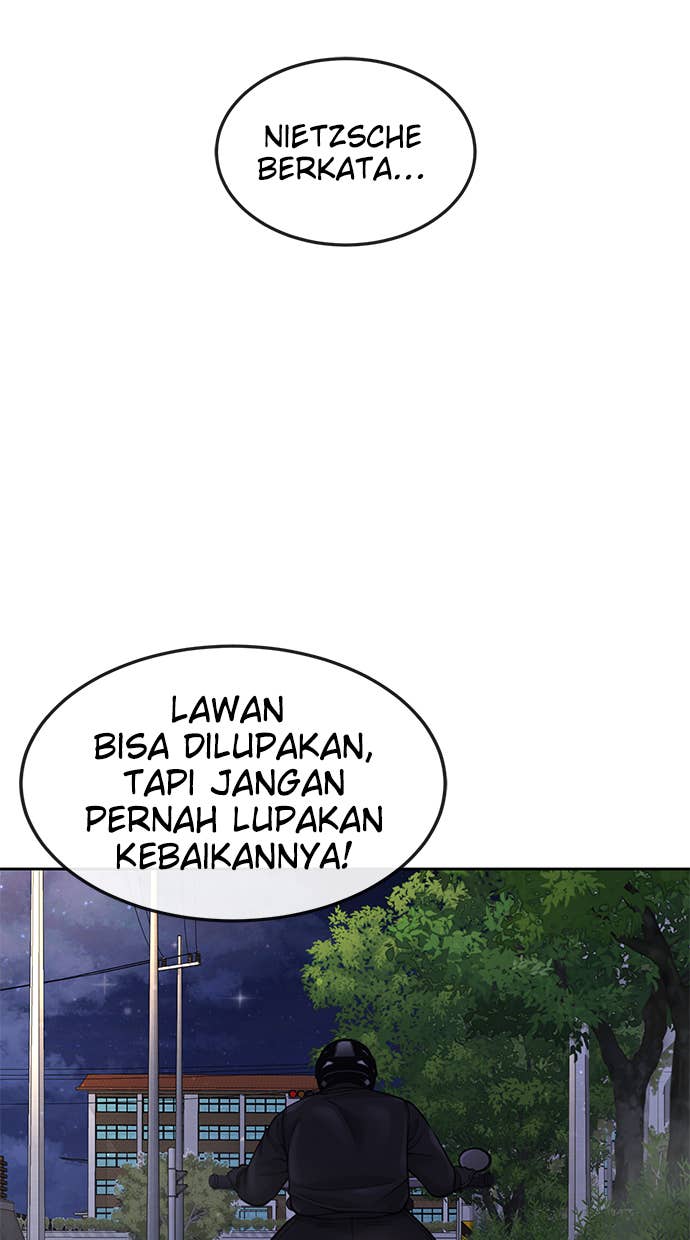 NIETZSCHE
BERKATA...
LAWAN
BISA DILUPAKAN,
TAPI JANGAN
PERNAH LUPAKAN
KEBAIKANNYA!